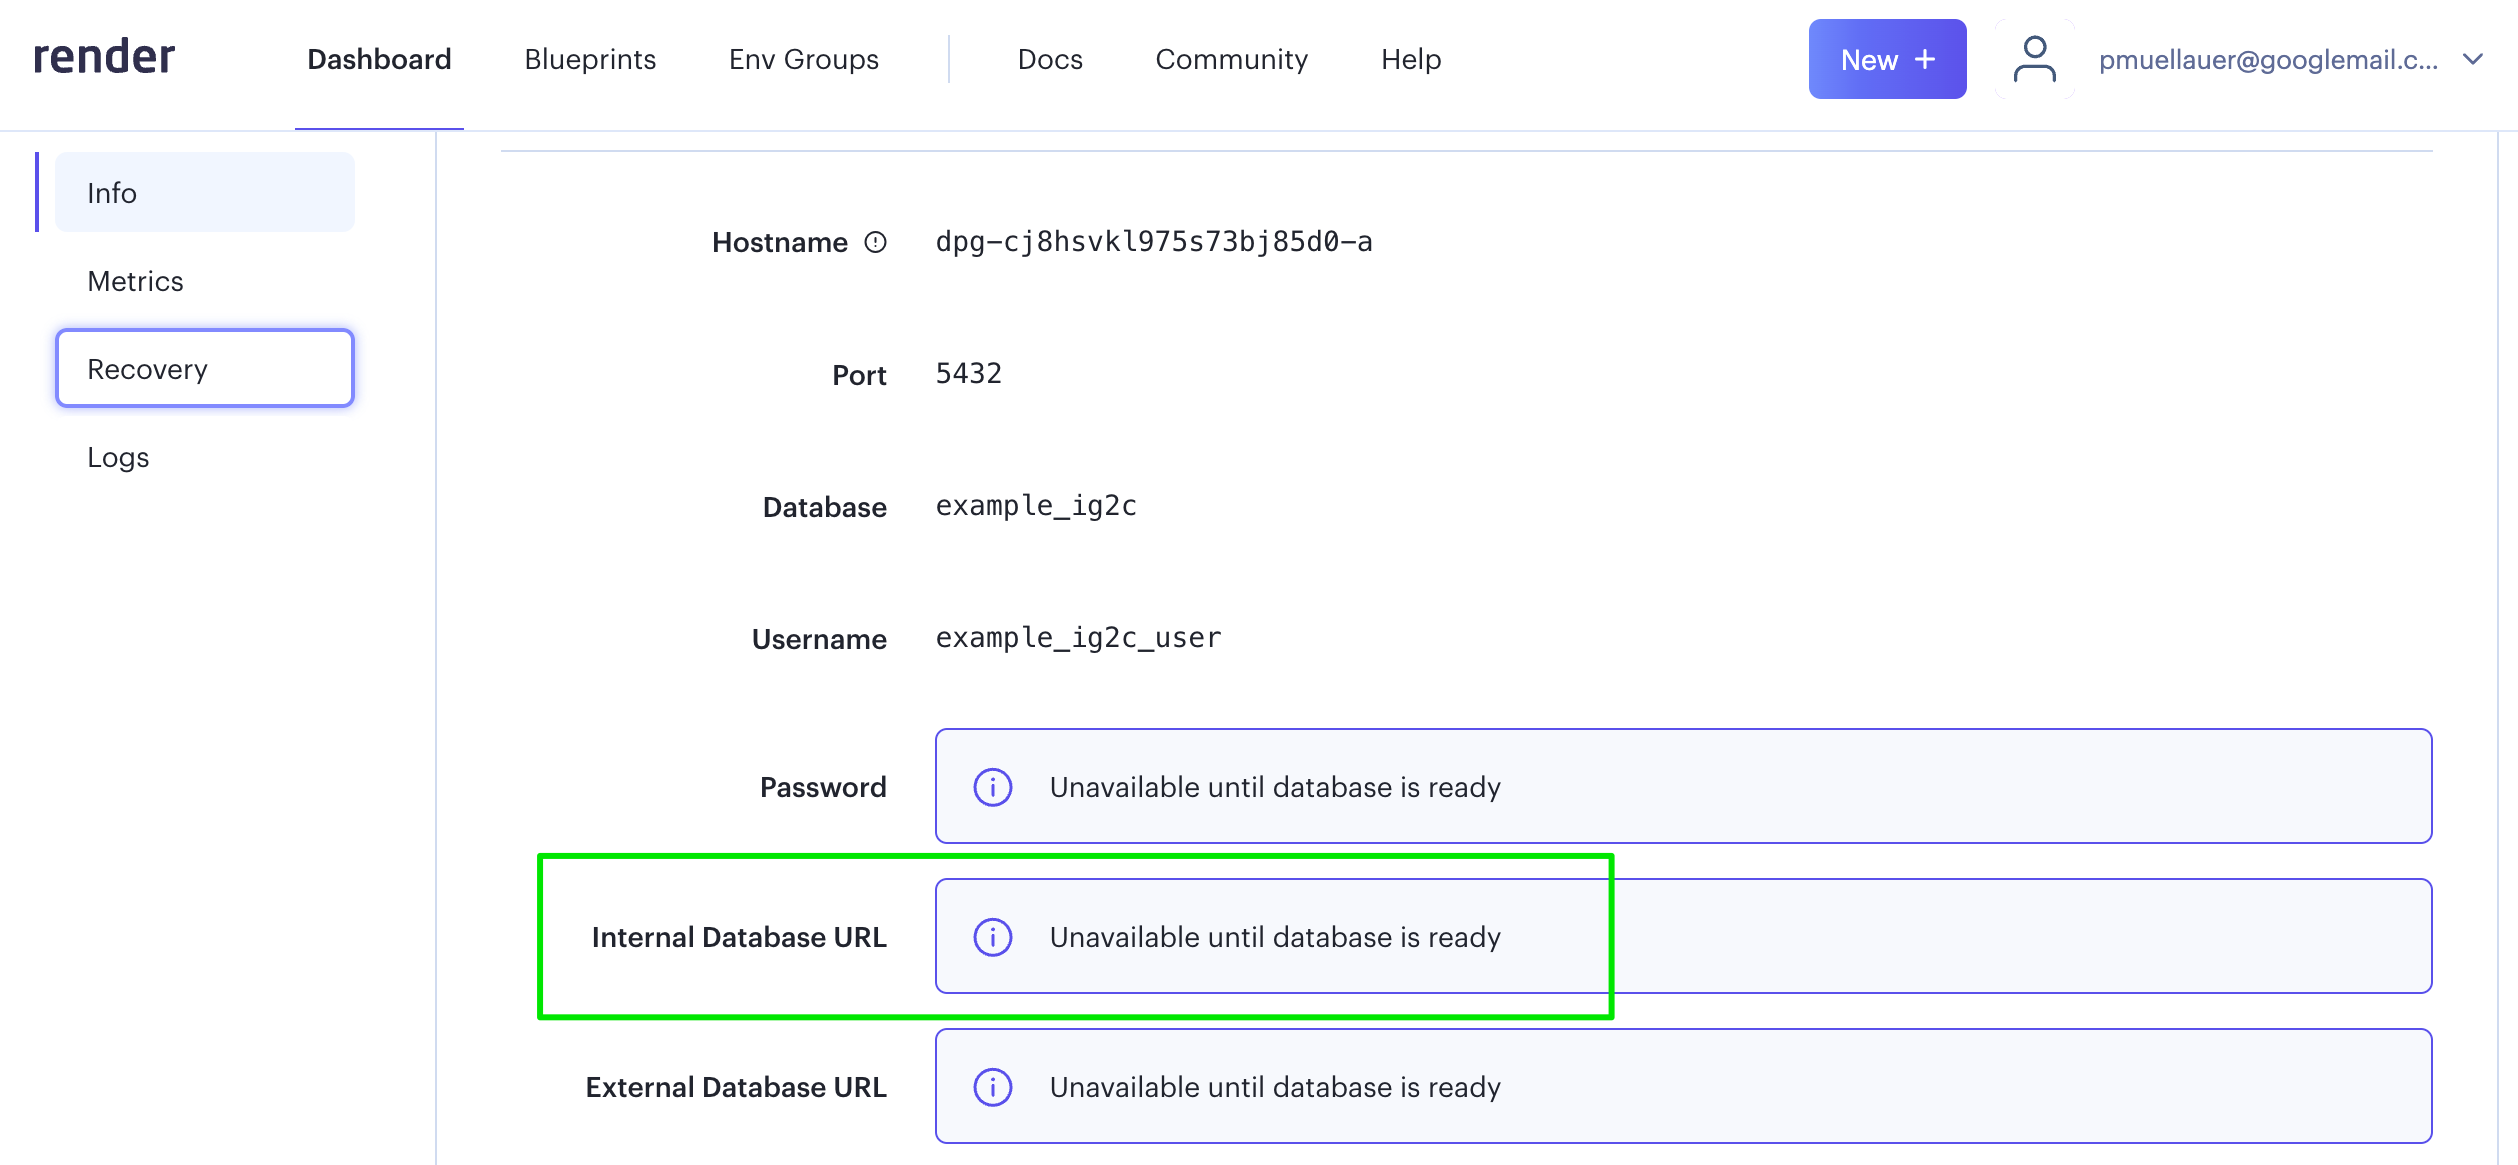 render
Dashboard Blueprints Env Groups Docs Community Help New + pmuellauer@googlemail.c...
Info
Metrics
Recovery
Logs
Hostname dpg-cj8hsvkl975s73bj85d0-a
Port 5432
Database example_ig2c
Username example_ig2c_user
Password Unavailable until database is ready
Internal Database URL Unavailable until database is ready
External Database URL Unavailable until database is ready